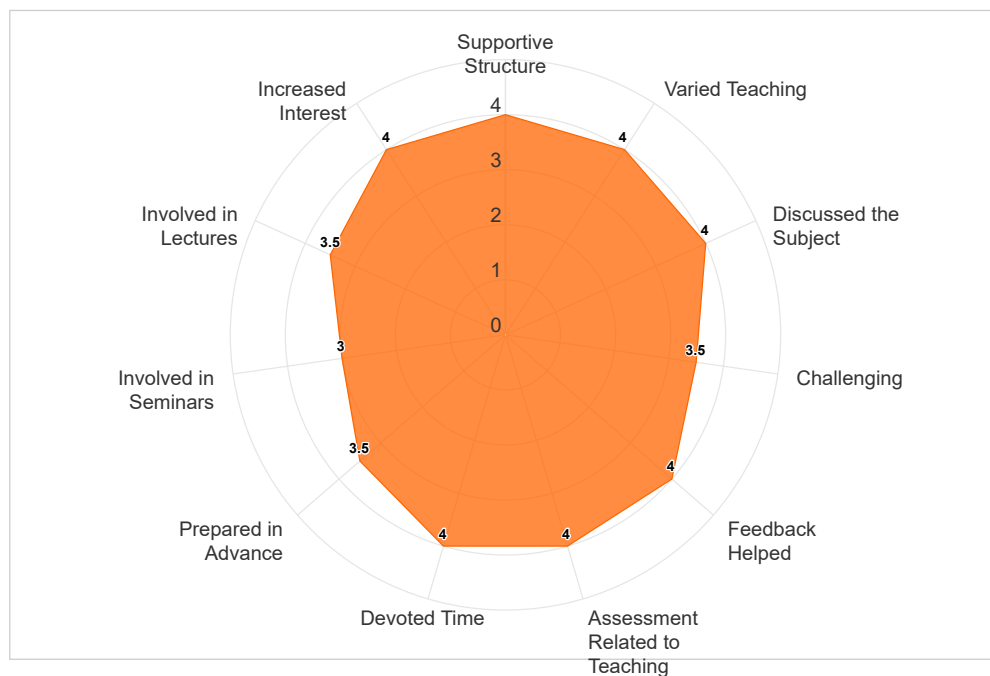 Supportive
Structure
Increased
Interest
Varied Teaching
4
4
4
3
Involved in
Lectures
Discussed the
Subject
2
3.5
4
1
0
3
3.5
Involved in
Seminars
Challenging
3.5
4
Prepared in
Advance
Feedback
Helped
4
4
Devoted Time
Assessment
Related to
Teaching